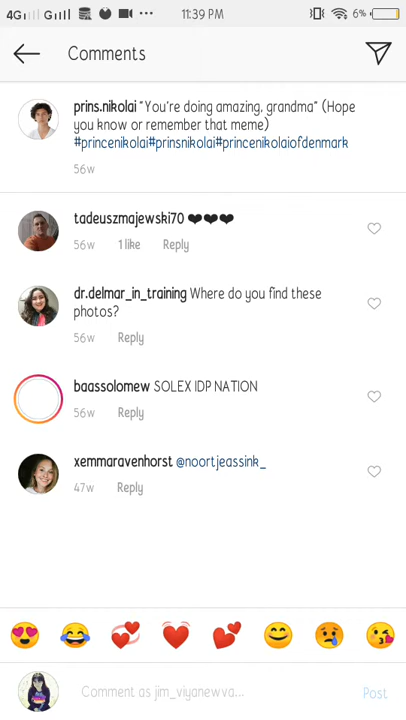 4G G 11:39 PM 6%
Comments
prins.nikolai "You're doing amazing, grandma" (Hope
you know or remember that meme)
#princenikolai#prinsnikolai#princenikolaiofdenmark
56w
tadeuszmajewski70 ❤❤❤
56w 1 like Reply
dr.delmar_in_training Where do you find these
photos?
56w Reply
baassolomew SOLEX IDP NATION
56w Reply
xemmaravenhorst @noortjeassink_
47w Reply
😍 😂 💞 💓 💕 😊 😢 😘
Comment as jim_viyanewva... Post